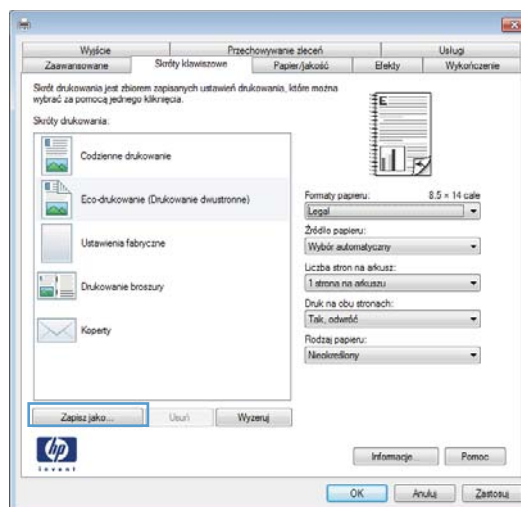 Wyjście Przechowywanie zleceń Usługi
Zaawansowane Skróty klawiszowe Papier/jakość Efekty Wykończenie
Skrót drukowania jest zbiorem zapisanych ustawień drukowania, które można
wybrać za pomocą jednego kliknięcia.
Skróty drukowania:
Codzienne drukowanie
Eco-drukowanie (Drukowanie dwustronne)
Ustawienia fabryczne
Drukowanie broszury
Koperty
Zapisz jako... Usuń Wyzeruj
E
Formaty papieru: 8.5 × 14 cale
Legal
Źródło papieru:
Wybór automatyczny
Liczba stron na arkusz:
1 strona na arkuszu
Druk na obu stronach:
Tak, odwróć
Rodzaj papieru:
Nieokreślony
hp
invent
Informacje Pomoc
OK Anuluj Zastosuj